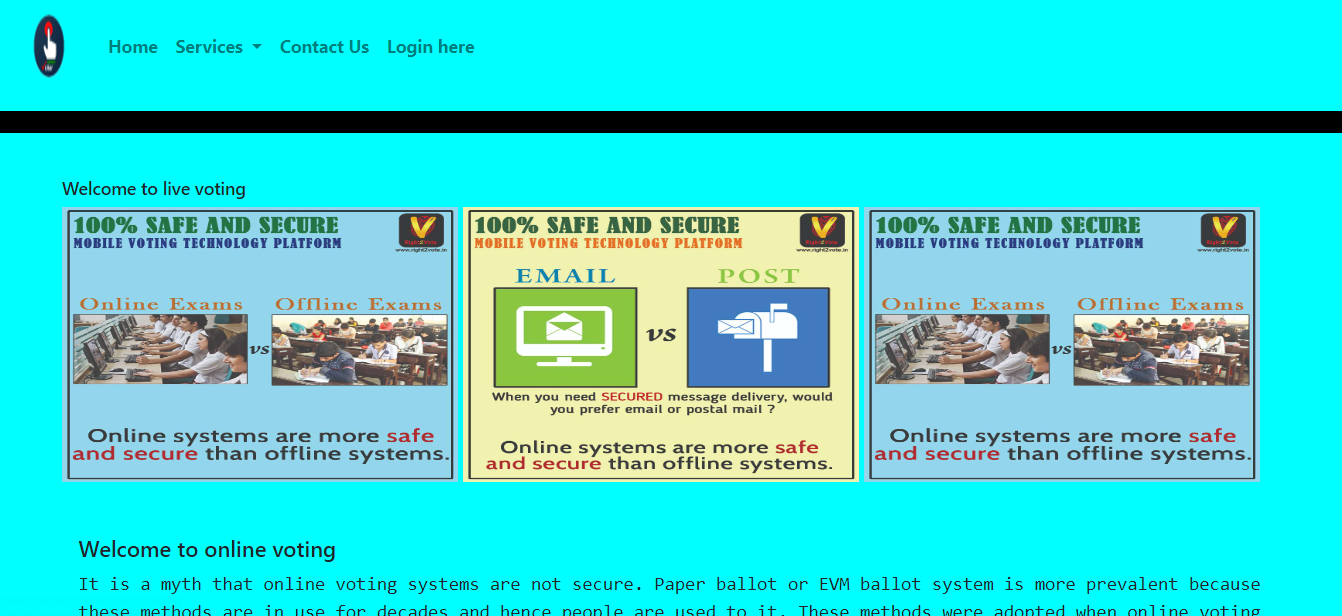 Home Services Contact Us Login here
Welcome to live voting
100% SAFE AND SECURE
MOBILE VOTING TECHNOLOGY PLATFORM
Right2Vote
www.right2vote.in
Online Exams Offline Exams
vs
Online systems are more safe
and secure than offline systems.
100% SAFE AND SECURE
MOBILE VOTING TECHNOLOGY PLATFORM
Right2Vote
www.right2vote.in
EMAIL POST
vs
When you need SECURED message delivery, would
you prefer email or postal mail ?
Online systems are more safe
and secure than offline systems.
100% SAFE AND SECURE
MOBILE VOTING TECHNOLOGY PLATFORM
Right2Vote
www.right2vote.in
Online Exams Offline Exams
vs
Online systems are more safe
and secure than offline systems.
Welcome to online voting
It is a myth that online voting systems are not secure. Paper ballot or EVM ballot system is more prevalent because
these methods are in use for decades and hence people are used to it. These methods were adopted when online voting